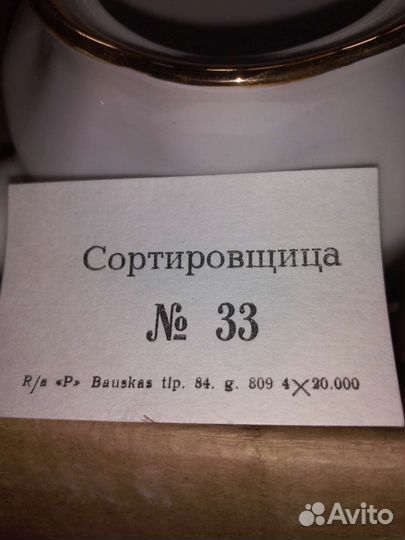 Сортировщица
№ 33
R/a «P» Bauskas tip. 84. g. 809 4×20.000
Avito